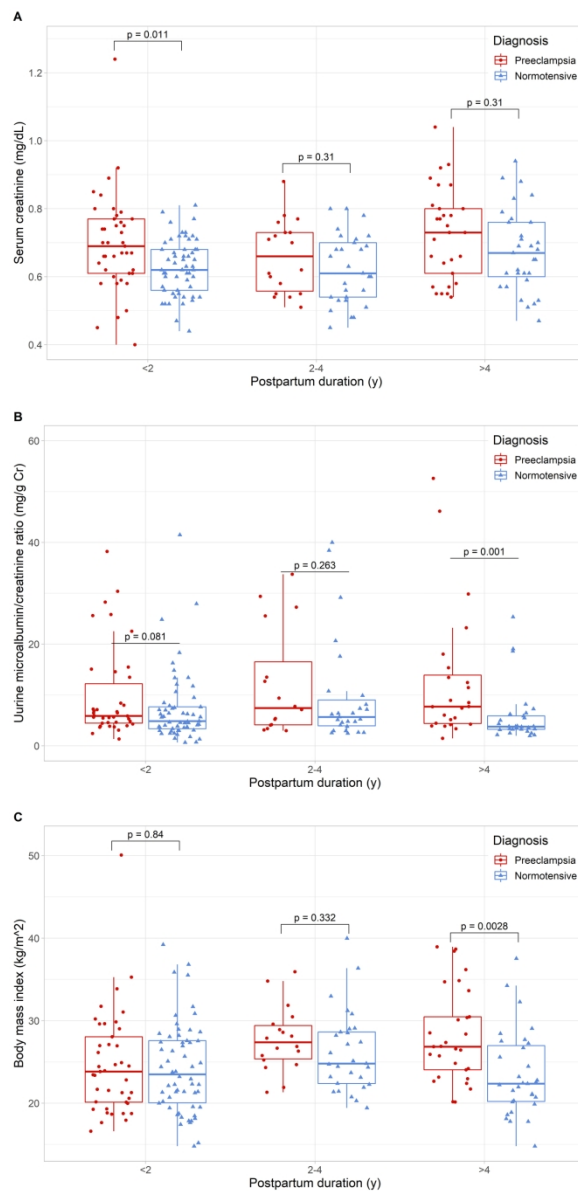 A
p = 0.011
Diagnosis
Preeclampsia
Normotensive
1.2
p = 0.31
p = 0.31
1.0
0.8
0.6
0.4
Serum creatinine (mg/dL)
<2
2-4
>4
Postpartum duration (y)
B
60
Diagnosis
Preeclampsia
Normotensive
40
p = 0.001
p = 0.263
20
p = 0.081
0
Uurine microalbumin/creatinine ratio (mg/g Cr)
<2
2-4
>4
Postpartum duration (y)
C
p = 0.84
Diagnosis
Preeclampsia
Normotensive
50
p = 0.332
p = 0.0028
40
30
20
Body mass index (kg/m^2)
<2
2-4
>4
Postpartum duration (y)